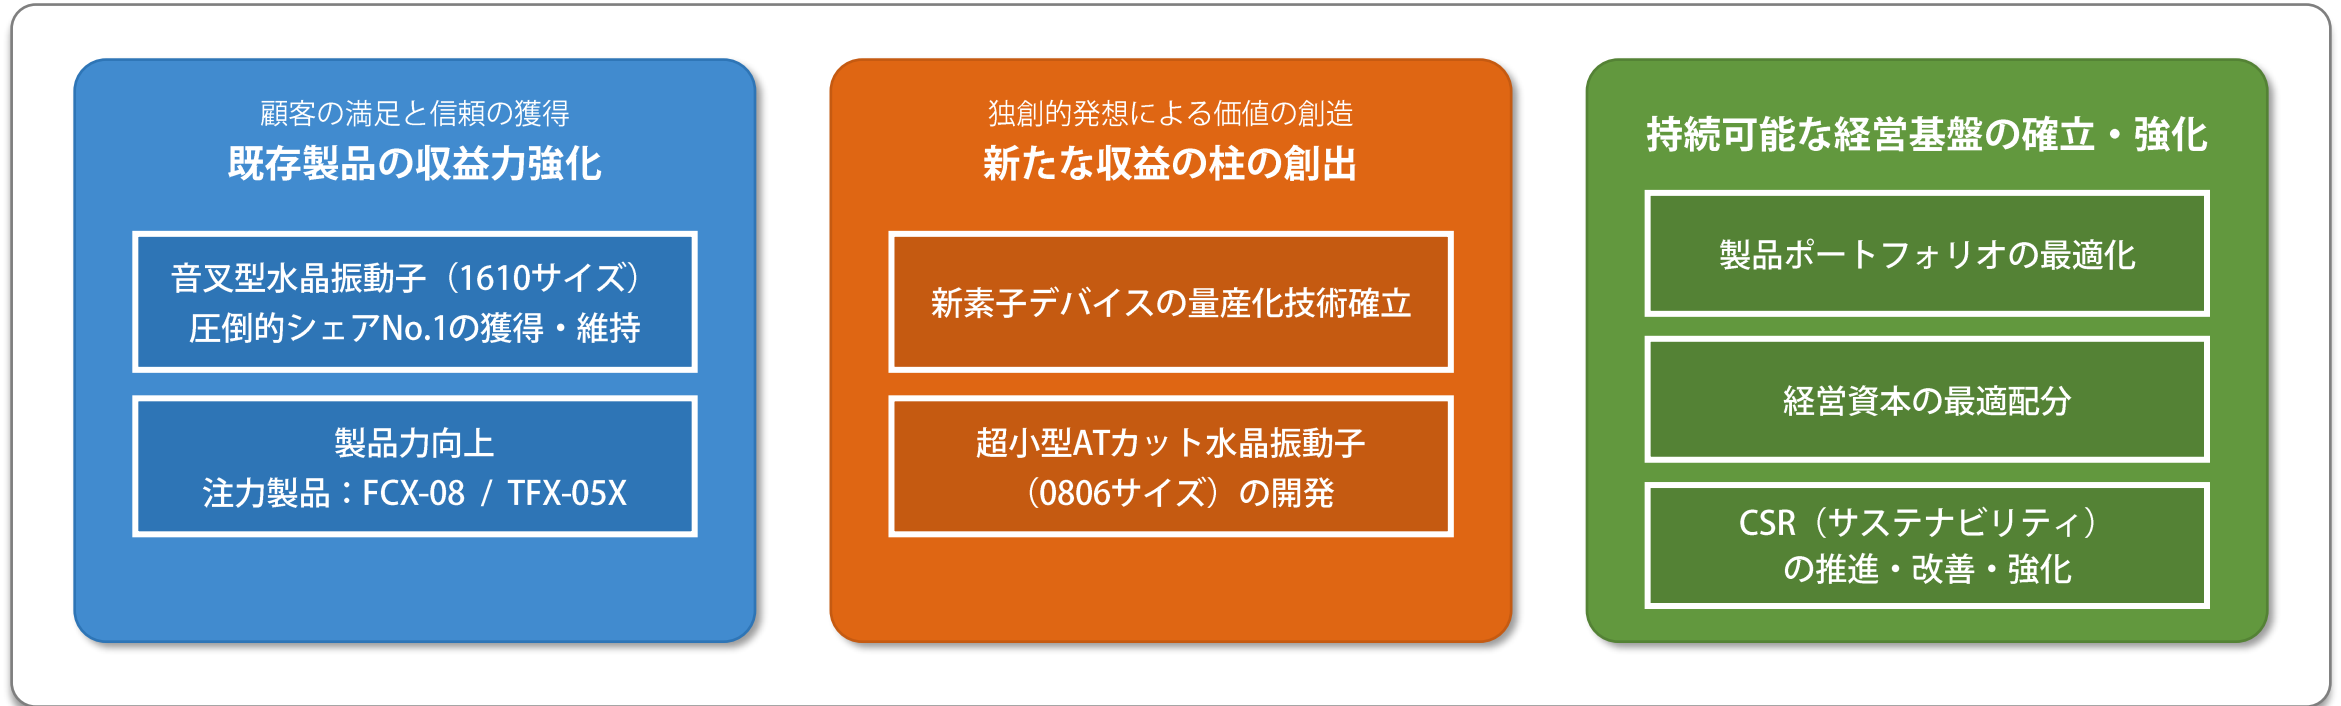 顧客の満足と信頼の獲得
既存製品の収益力強化
音叉型水晶振動子（1610サイズ）
圧倒的シェアNo.1の獲得・維持
製品力向上
注力製品：FCX-08 / TFX-05X
独創的発想による価値の創造
新たな収益の柱の創出
新素子デバイスの量産化技術確立
超小型ATカット水晶振動子
（0806サイズ）の開発
持続可能な経営基盤の確立・強化
製品ポートフォリオの最適化
経営資本の最適配分
CSR（サステナビリティ）
の推進・改善・強化